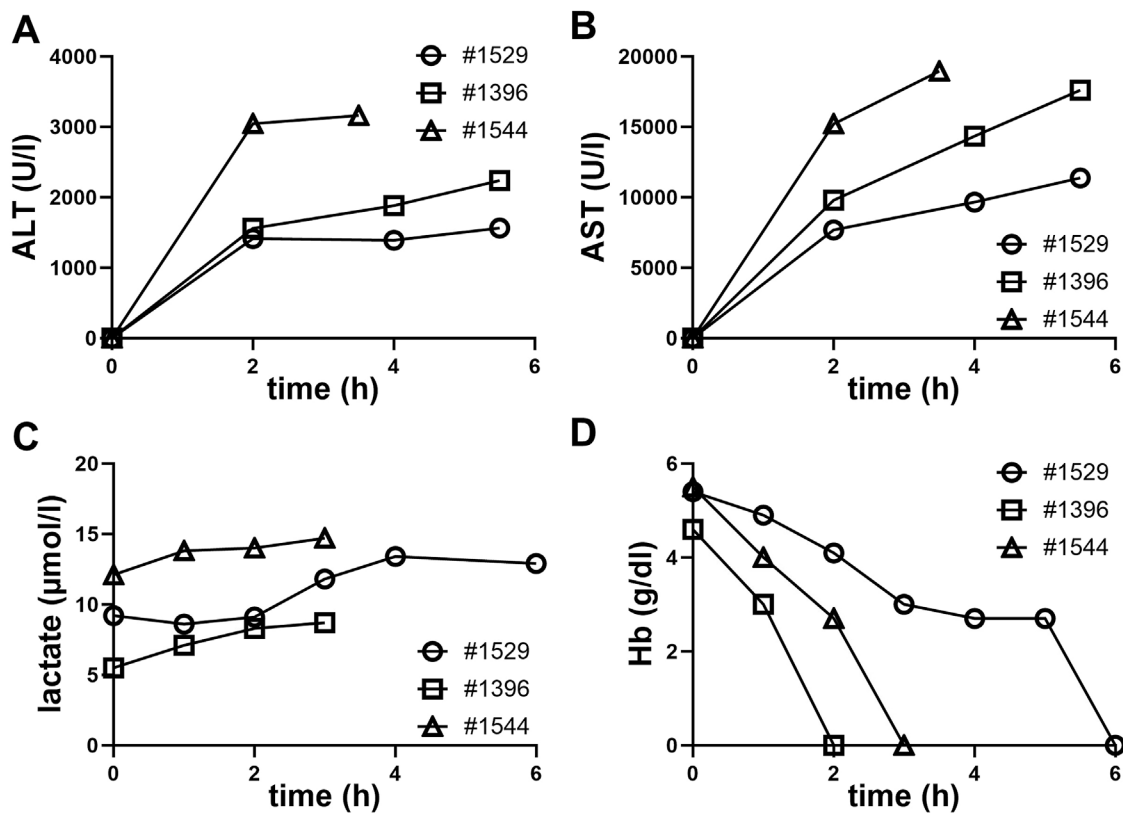 A
ALT (U/l)
4000
3000
2000
1000
0
0 2 4 6
time (h)
#1529
#1396
#1544
B
AST (U/l)
20000
15000
10000
5000
0
0 2 4 6
time (h)
#1529
#1396
#1544
C
lactate (µmol/l)
20
15
10
5
0
0 2 4 6
time (h)
#1529
#1396
#1544
D
Hb (g/dl)
6
4
2
0
0 2 4 6
time (h)
#1529
#1396
#1544